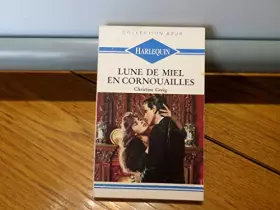 COLLECTION AZUR
HARLEQUIN
LUNE DE MIEL
EN CORNOUAILLES
Christine Greig